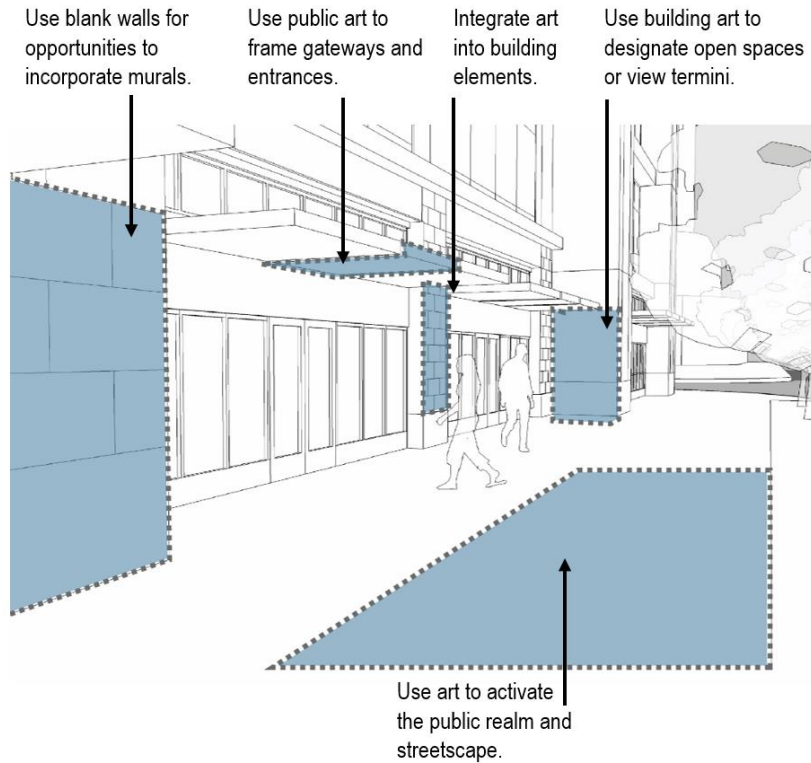 Use blank walls for
opportunities to
incorporate murals.
Use public art to
frame gateways and
entrances.
Integrate art
into building
elements.
Use building art to
designate open spaces
or view termini.
Use art to activate
the public realm and
streetscape.